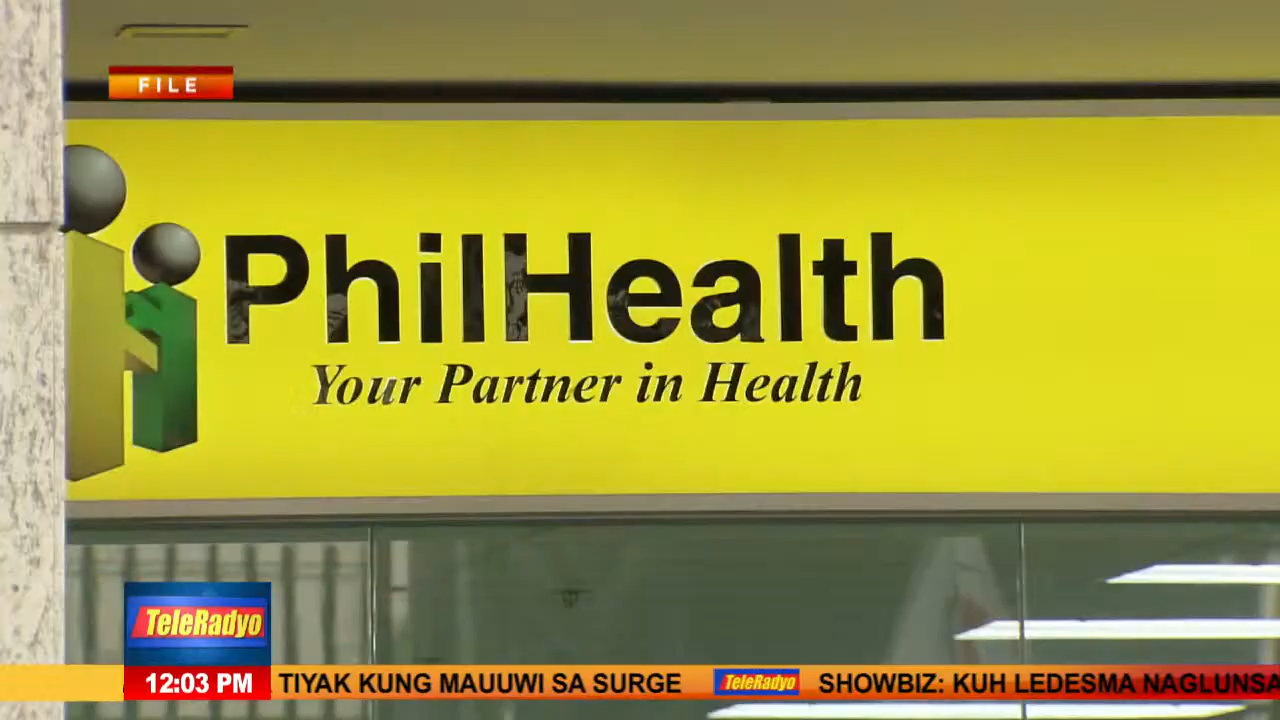 FILE
PhilHealth
Your Partner in Health
TeleRadyo
12:03 PM TIYAK KUNG MAUUWI SA SURGE TeleRadyo SHOWBIZ: KUH LEDESMA NAGLUNSA